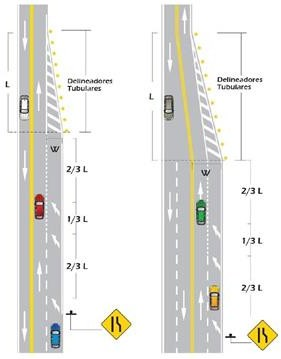 L
Delineadores
Tubulares
W
2/3 L
1/3 L
2/3 L
L
Delineadores
Tubulares
W
2/3 L
1/3 L
2/3 L